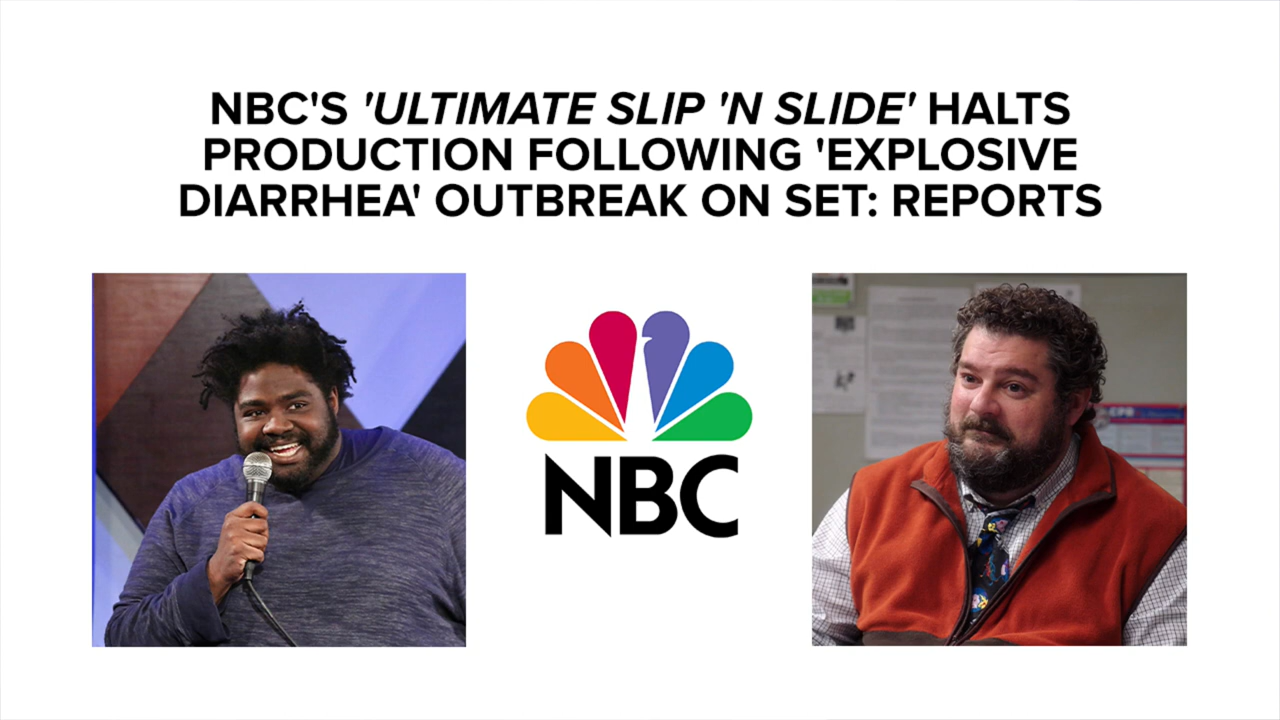 NBC'S 'ULTIMATE SLIP 'N SLIDE' HALTS
PRODUCTION FOLLOWING 'EXPLOSIVE
DIARRHEA' OUTBREAK ON SET: REPORTS
NBC